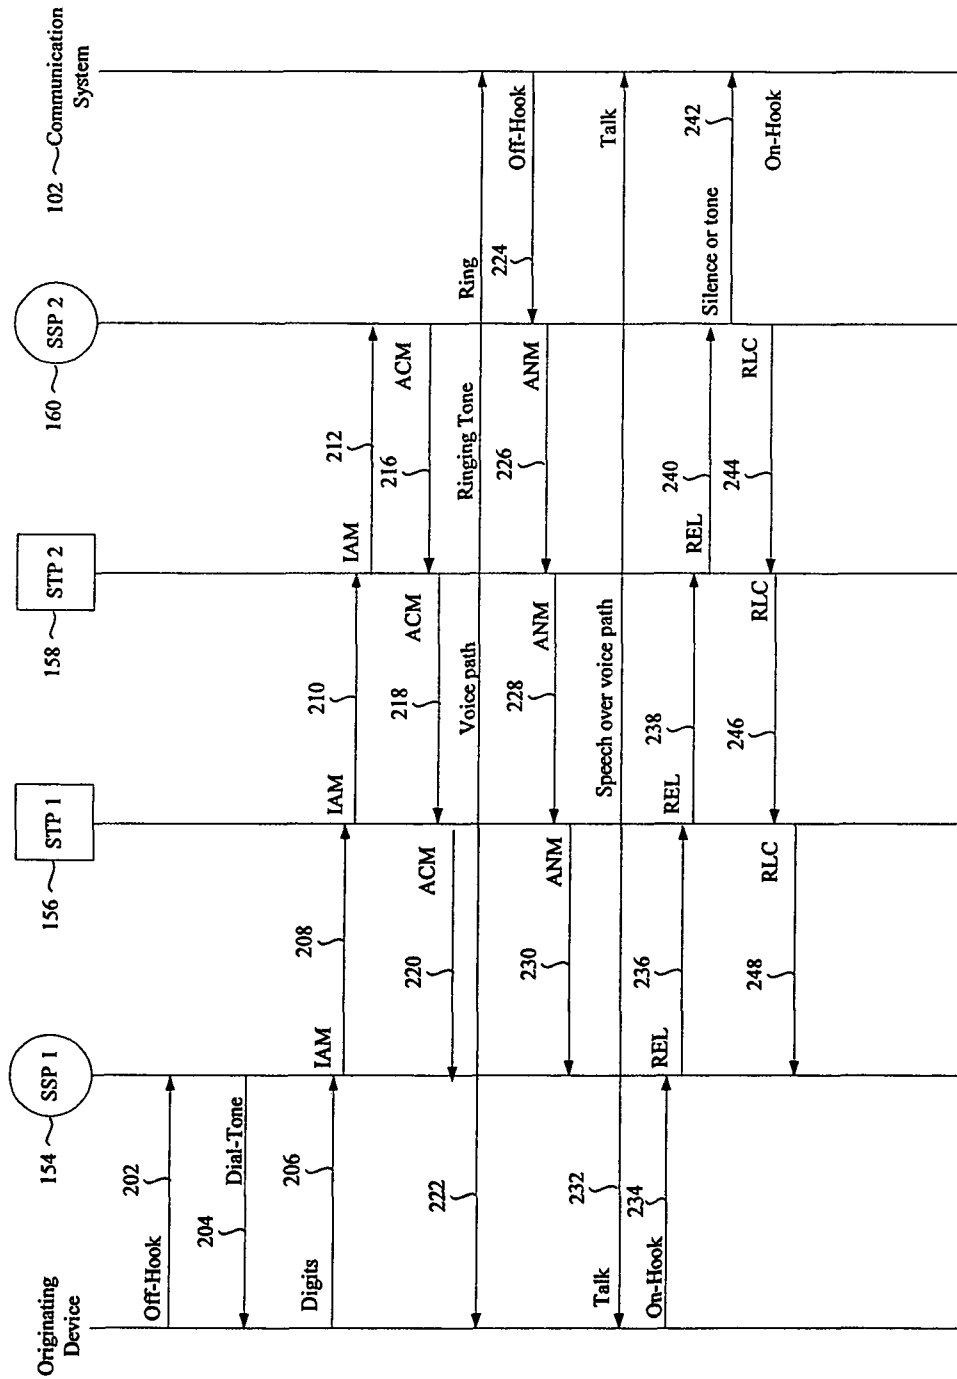 Originating
Device
154
SSP 1
156
STP 1
158
STP 2
160
SSP 2
102
Communication
System
Off-Hook
202
204
Dial-Tone
Digits
206
IAM
208
IAM
210
IAM
212
ACM
216
ACM
218
ACM
220
222
Voice path
Ringing Tone
Ring
Off-Hook
224
ANM
226
ANM
228
ANM
230
Talk
232
Speech over voice path
Talk
On-Hook
234
REL
236
REL
238
REL
240
Silence or tone
242
On-Hook
RLC
244
RLC
246
RLC
248